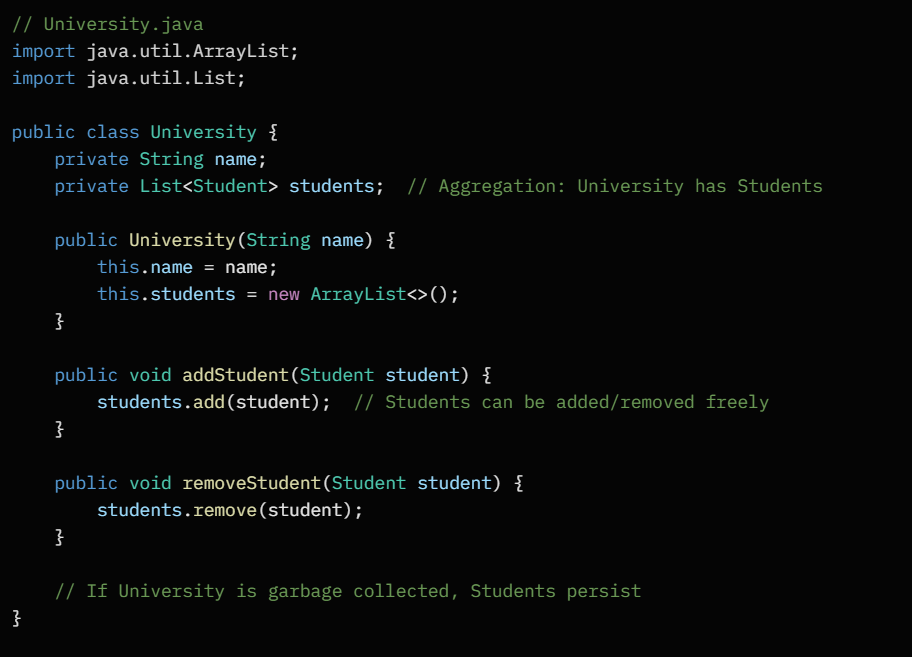 // University.java
import java.util.ArrayList;
import java.util.List;

public class University {
    private String name;
    private List<Student> students;  // Aggregation: University has Students

    public University(String name) {
        this.name = name;
        this.students = new ArrayList<>();
    }

    public void addStudent(Student student) {
        students.add(student);  // Students can be added/removed freely
    }

    public void removeStudent(Student student) {
        students.remove(student);
    }

    // If University is garbage collected, Students persist
}